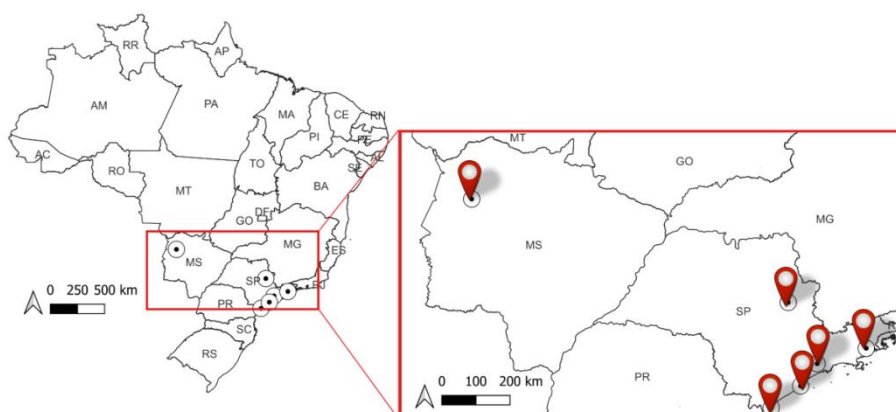 RR
AP
AM
PA
MA
CE
RN
PI
PE
AC
RO
TO
AL
SE
MT
BA
DF
GO
MG
MS
ES
SP
RJ
PR
SC
RS
0 250 500 km
MT
GO
MG
MS
SP
PR
0 100 200 km